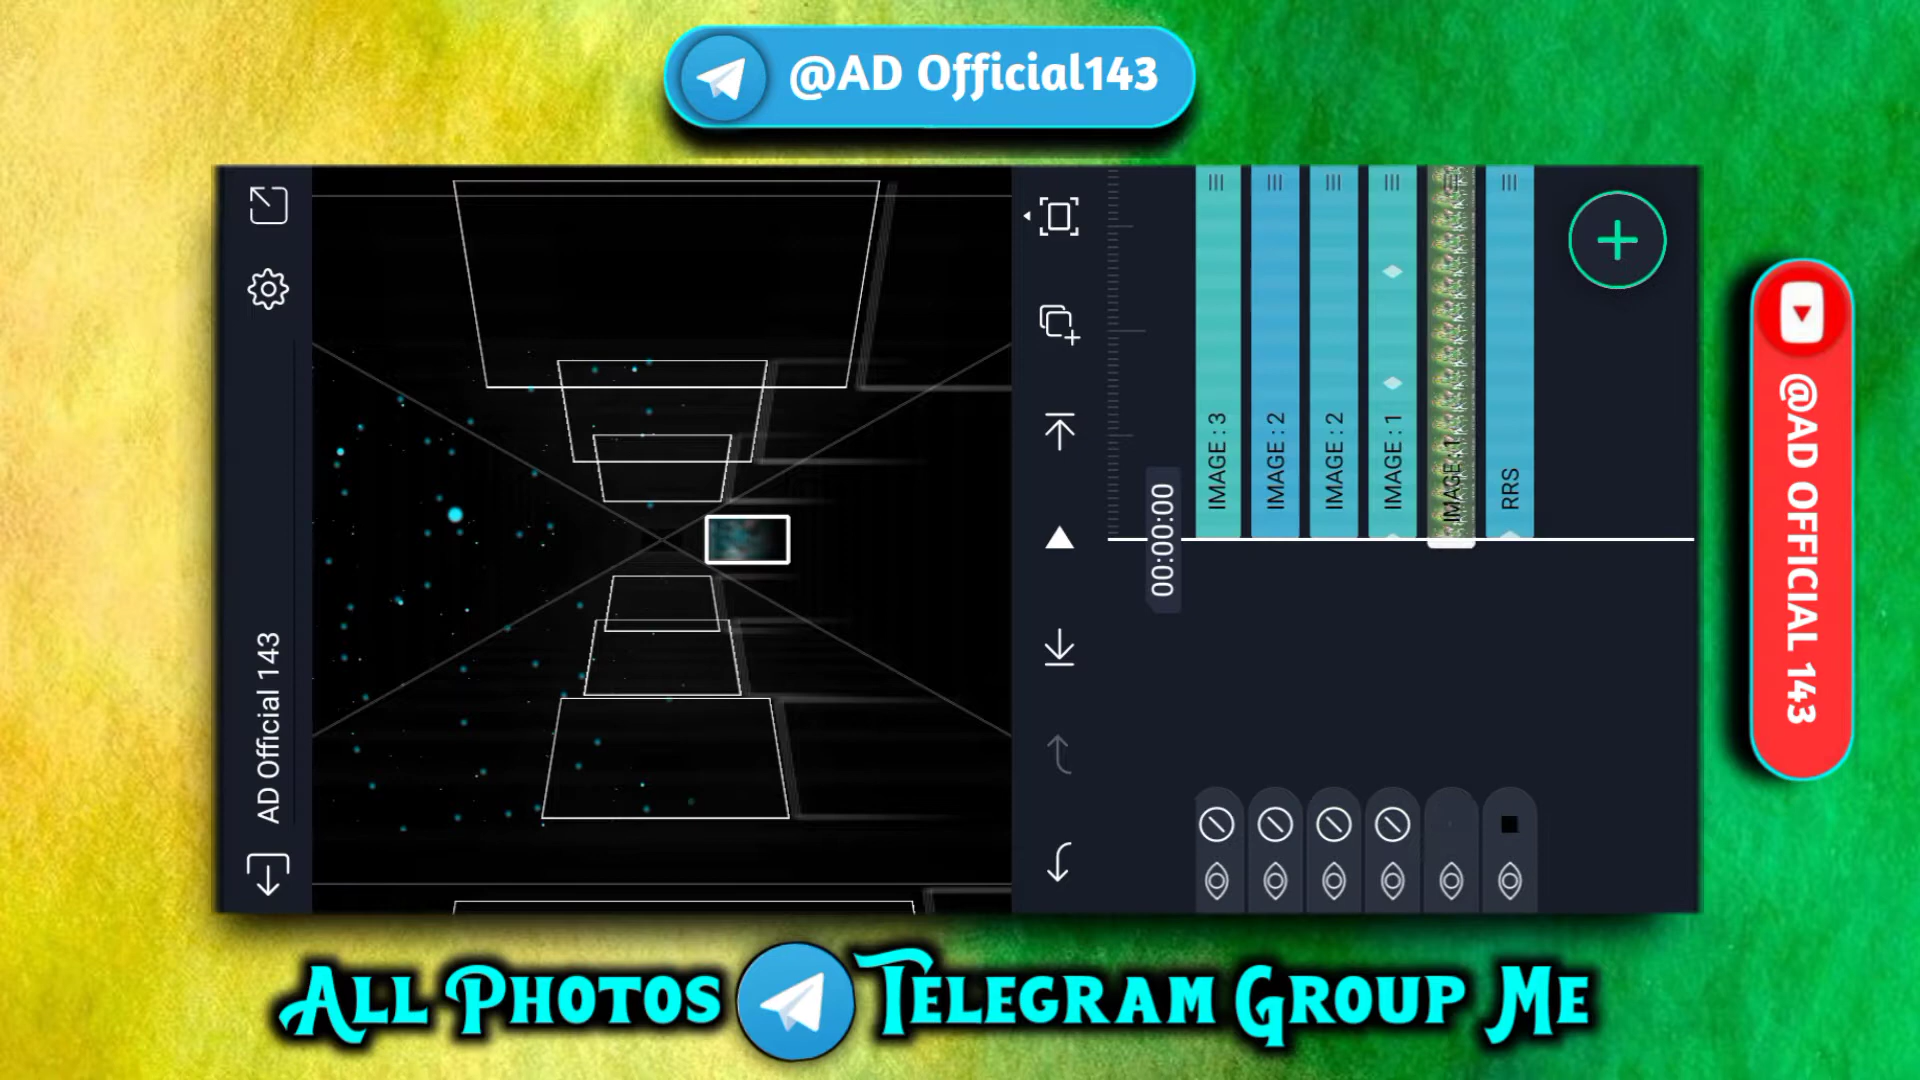 @AD Official143
AD Official 143
00:00:00
IMAGE : 3
IMAGE : 2
IMAGE : 2
IMAGE : 1
IMAGE : 1
RRS
@AD OFFICIAL 143
ALL PHOTOS TELEGRAM GROUP ME